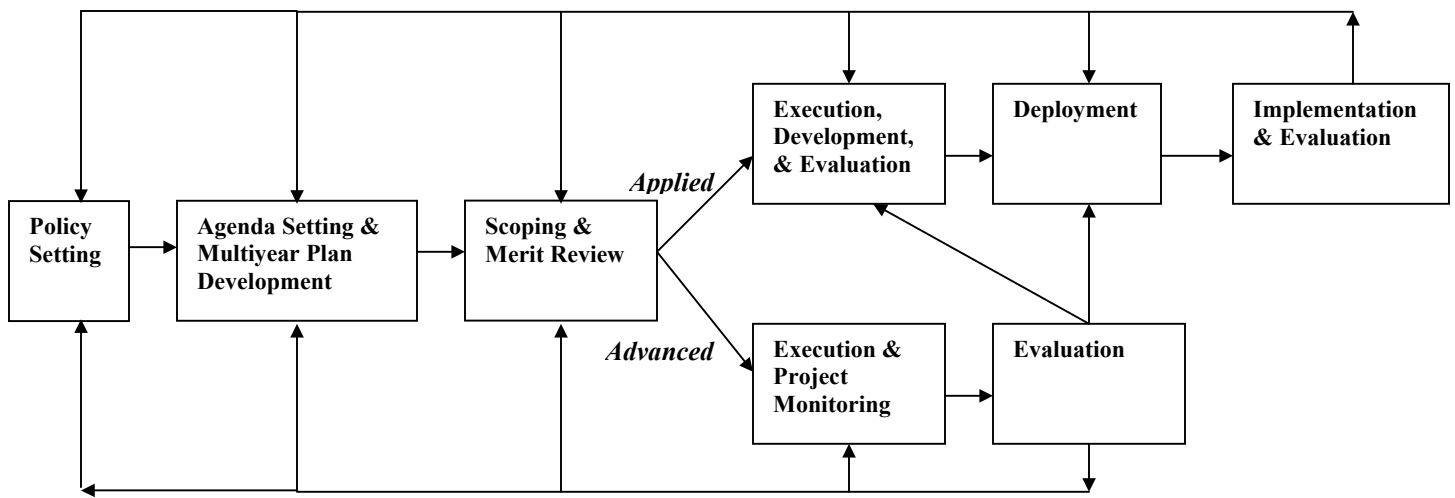 Policy
Setting
Agenda Setting &
Multiyear Plan
Development
Scoping &
Merit Review
Applied
Advanced
Execution,
Development,
& Evaluation
Deployment
Implementation
& Evaluation
Execution &
Project
Monitoring
Evaluation